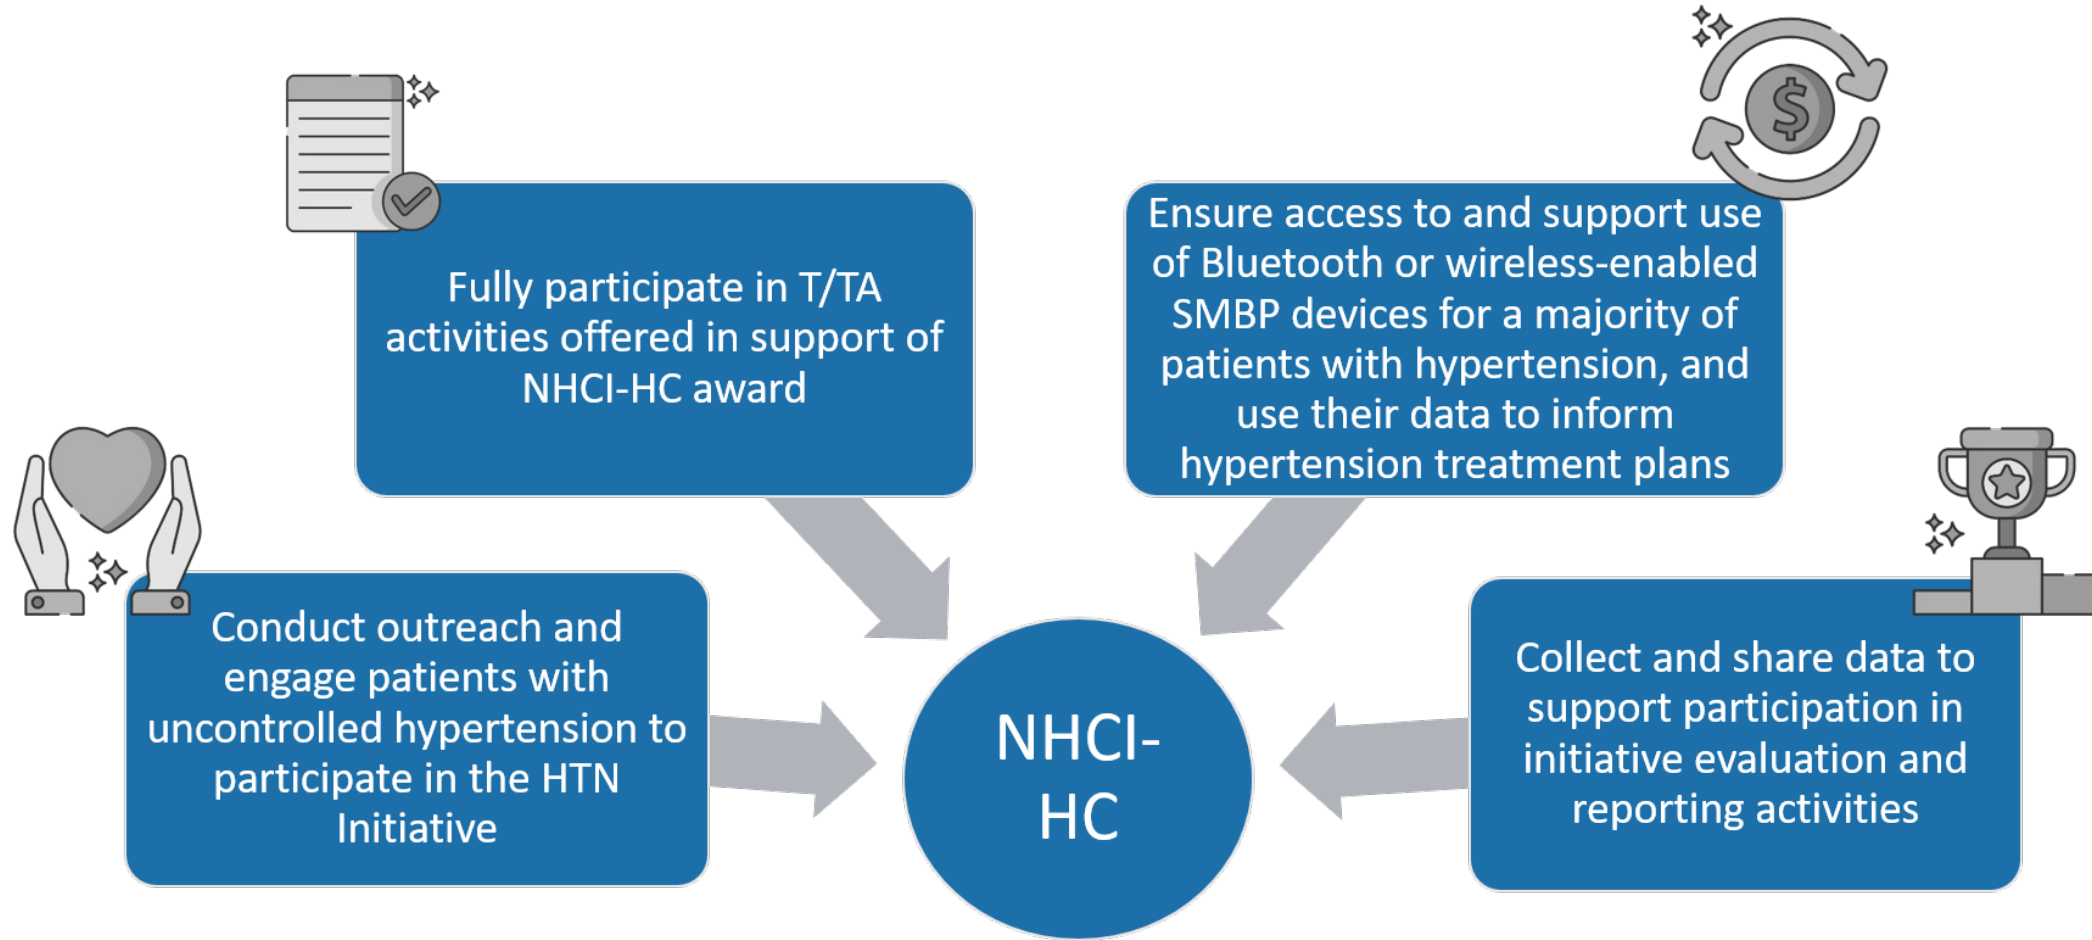 Fully participate in T/TA
activities offered in support of
NHCI-HC award
Ensure access to and support use
of Bluetooth or wireless-enabled
SMBP devices for a majority of
patients with hypertension, and
use their data to inform
hypertension treatment plans
Conduct outreach and
engage patients with
uncontrolled hypertension to
participate in the HTN
Initiative
NHCI-
HC
Collect and share data to
support participation in
initiative evaluation and
reporting activities
$